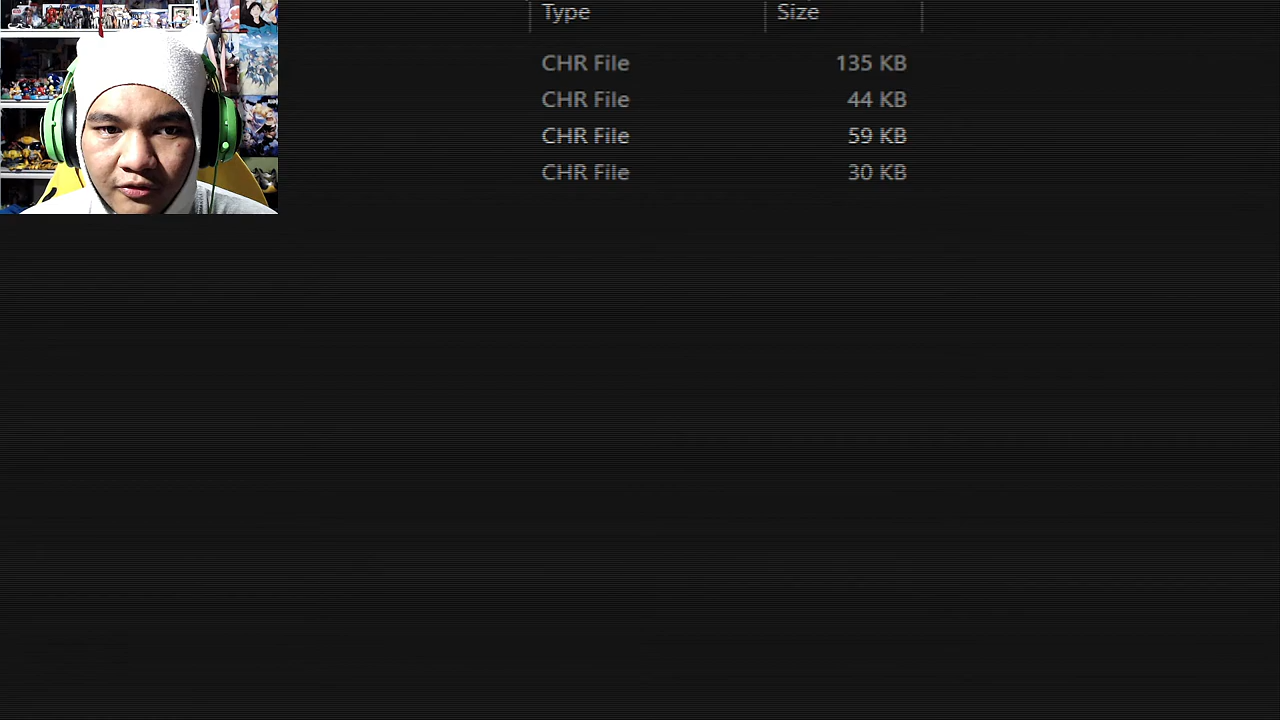 Type Size
CHR File 135 KB
CHR File 44 KB
CHR File 59 KB
CHR File 30 KB